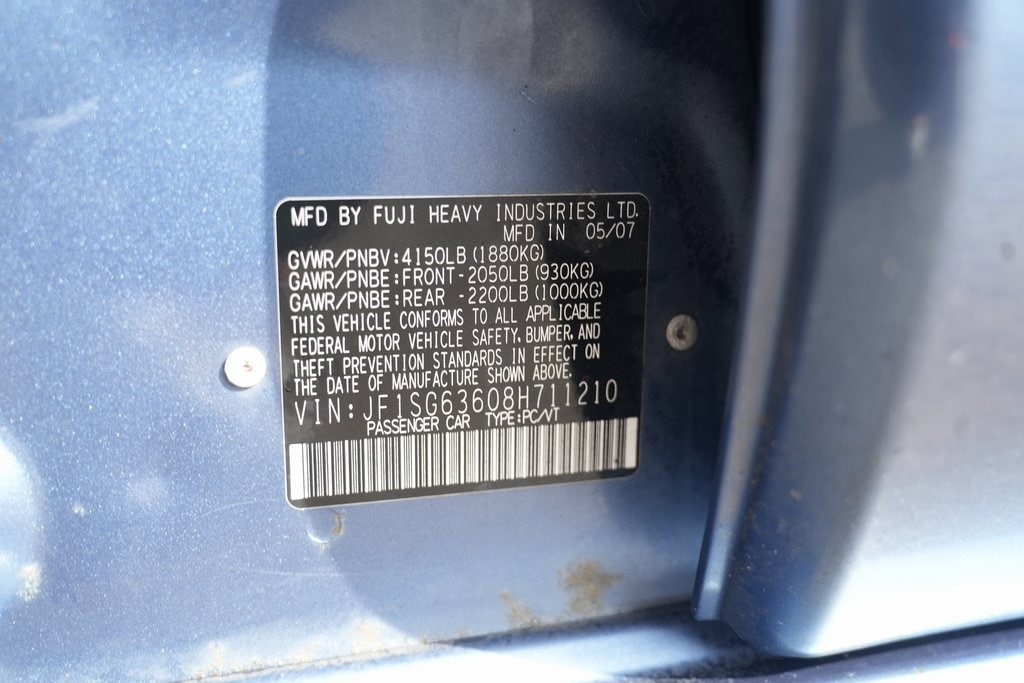 MFD BY FUJI HEAVY INDUSTRIES LTD.
MFD IN 05/07
GVWR/PNBV:4150LB (1880KG)
GAWR/PNBE:FRONT-2050LB (930KG)
GAWR/PNBE:REAR -2200LB (1000KG)
THIS VEHICLE CONFORMS TO ALL APPLICABLE
FEDERAL MOTOR VEHICLE SAFETY, BUMPER, AND
THEFT PREVENTION STANDARDS IN EFFECT ON
THE DATE OF MANUFACTURE SHOWN ABOVE.
VIN:JF1SG63608H711210
PASSENGER CAR TYPE:PC/VT